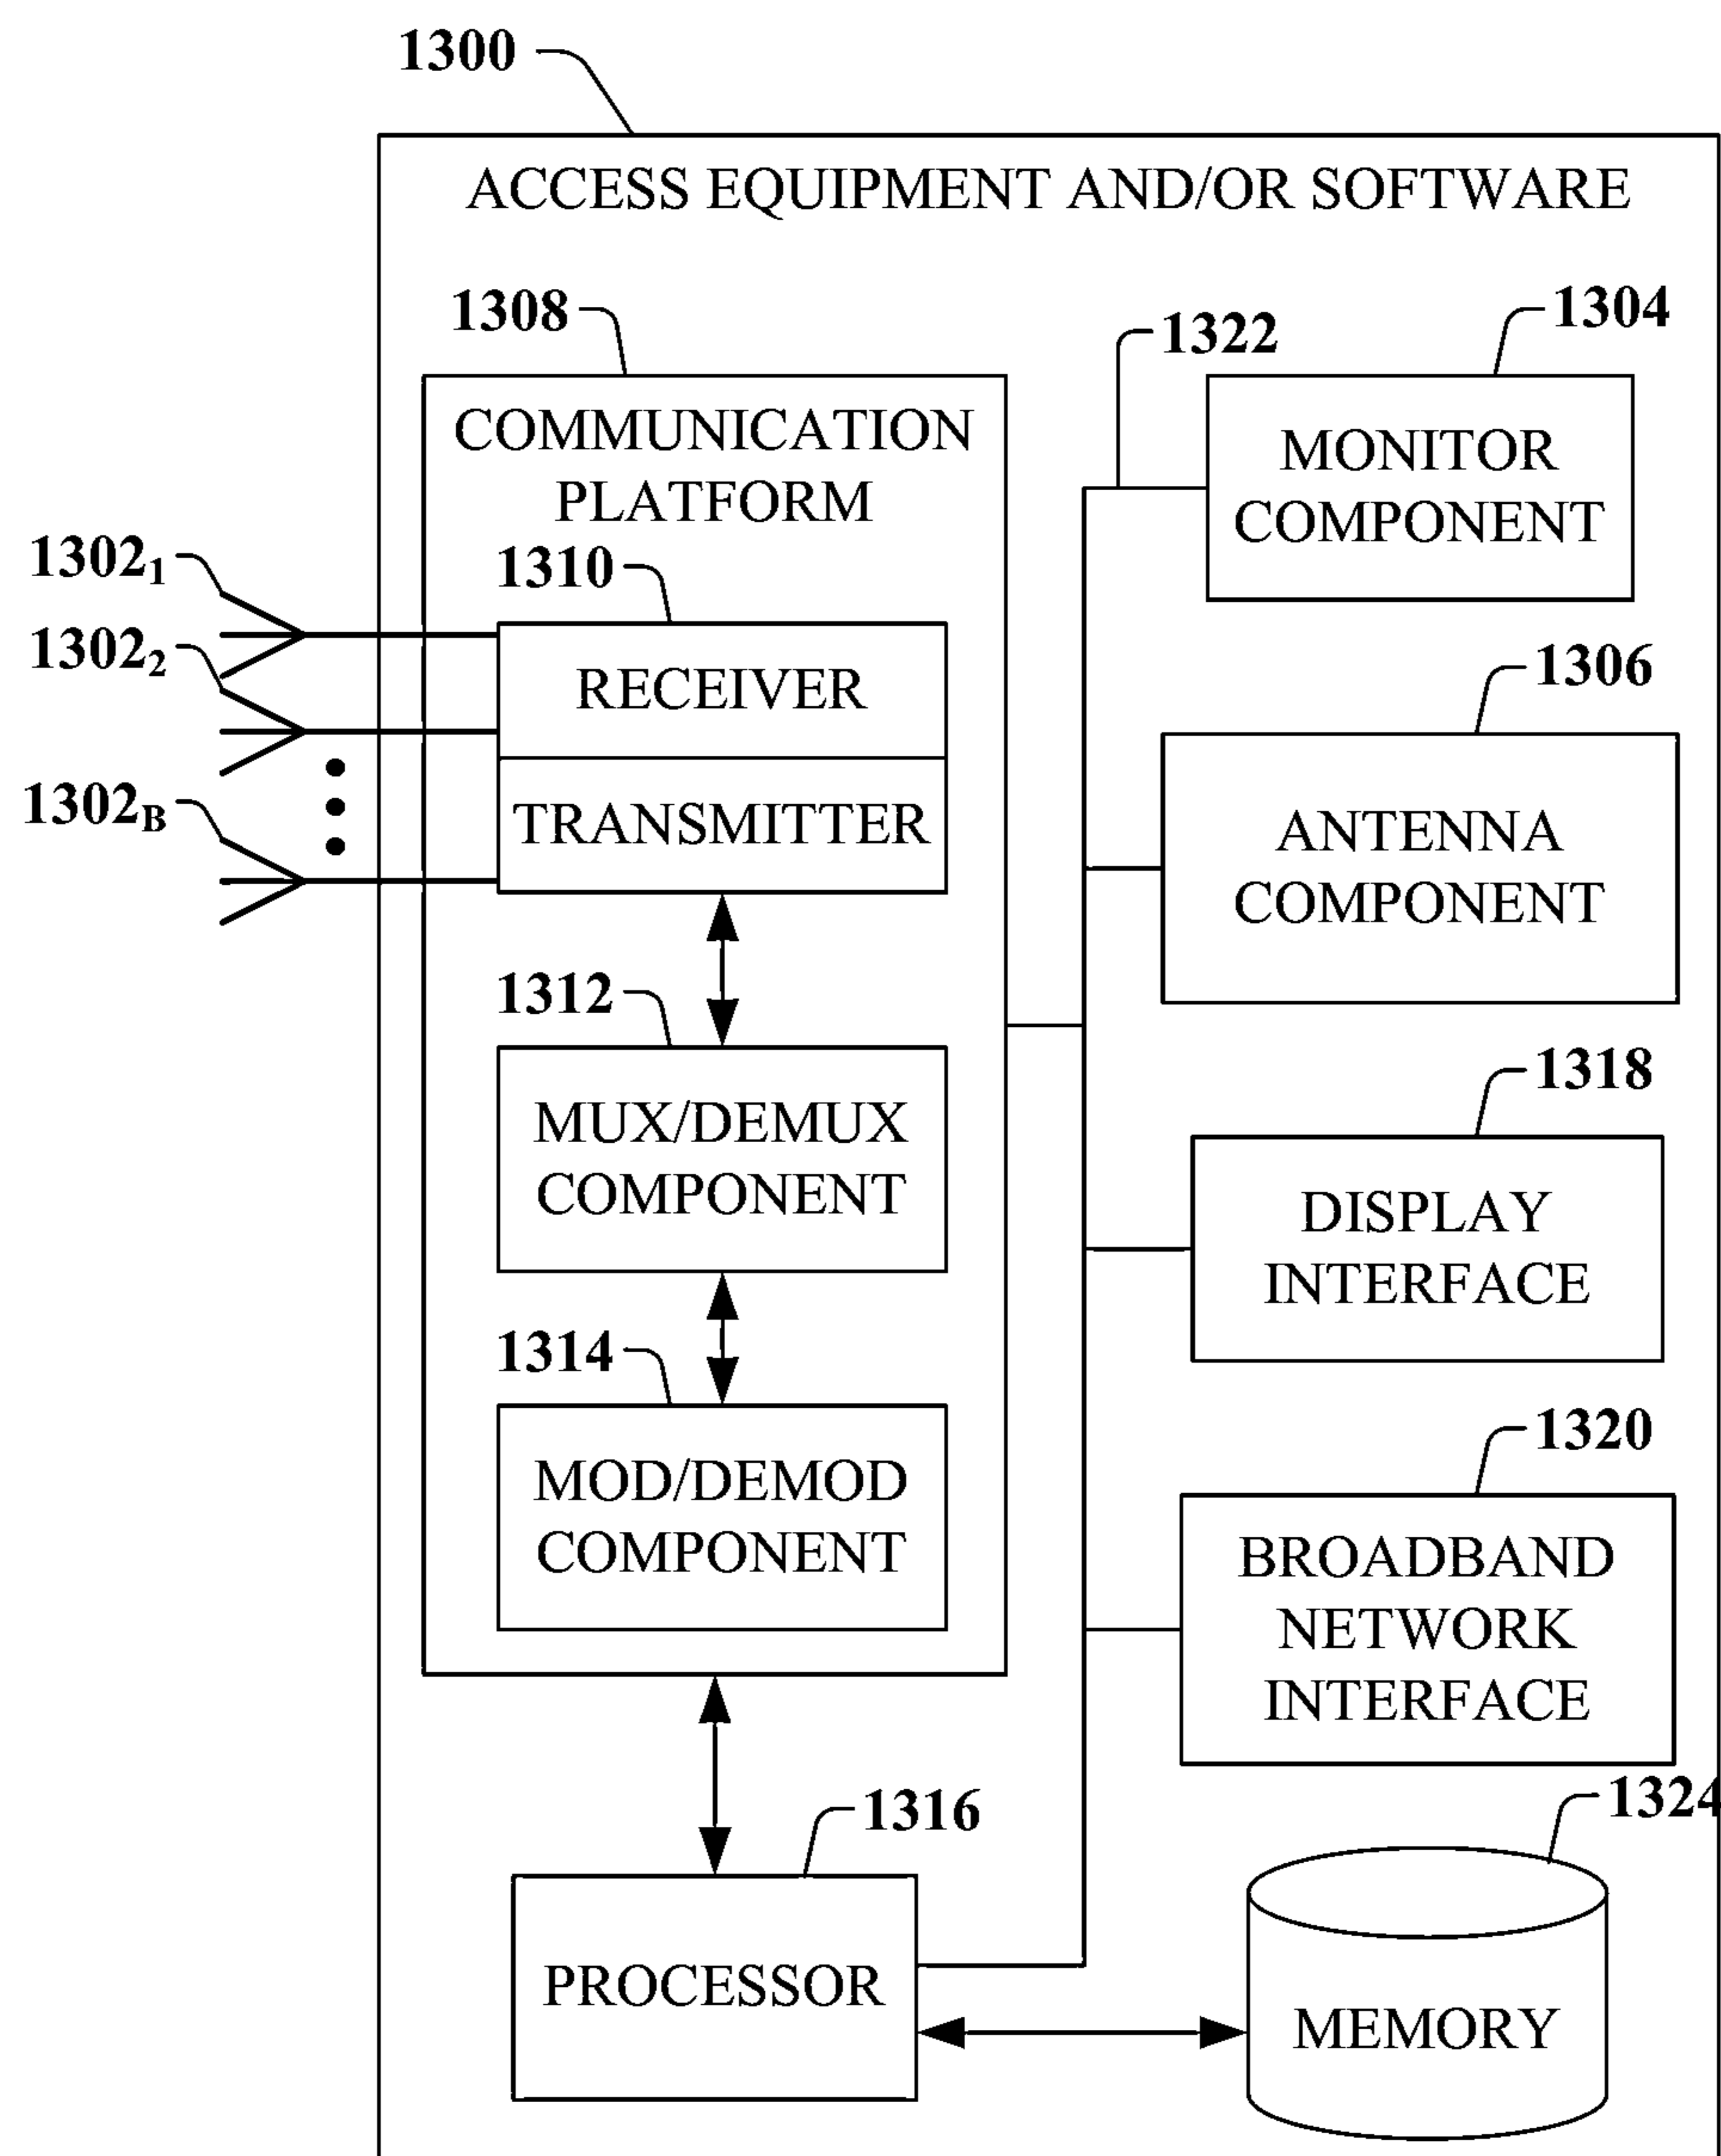 1300
ACCESS EQUIPMENT AND/OR SOFTWARE
1308
COMMUNICATION
PLATFORM
1302₁
1302₂
1302B
1310
RECEIVER
TRANSMITTER
1312
MUX/DEMUX
COMPONENT
1314
MOD/DEMOD
COMPONENT
1316
PROCESSOR
1322
1304
MONITOR
COMPONENT
1306
ANTENNA
COMPONENT
1318
DISPLAY
INTERFACE
1320
BROADBAND
NETWORK
INTERFACE
1324
MEMORY